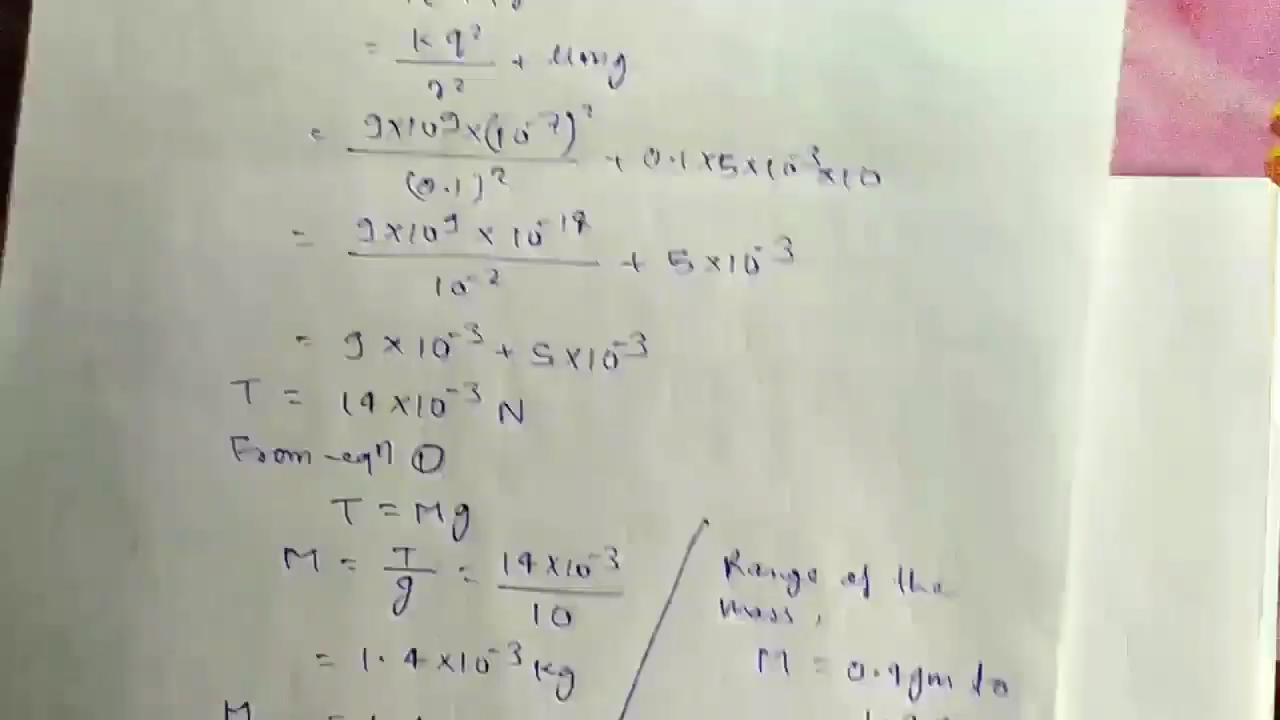 = kq²/r² + μmg
= 9×10⁹×(10⁻⁷)²/(0.1)² + 0.1×5×10⁻³×10
= 9×10⁹ × 10⁻¹⁴/10⁻² + 5×10⁻³
= 9×10⁻³ + 5×10⁻³
T = 14×10⁻³ N
From eqⁿ ①
T = Mg
M = T/g = 14×10⁻³/10
= 1.4×10⁻³ kg
M
Range of the
mass,
M = 0.4gm to